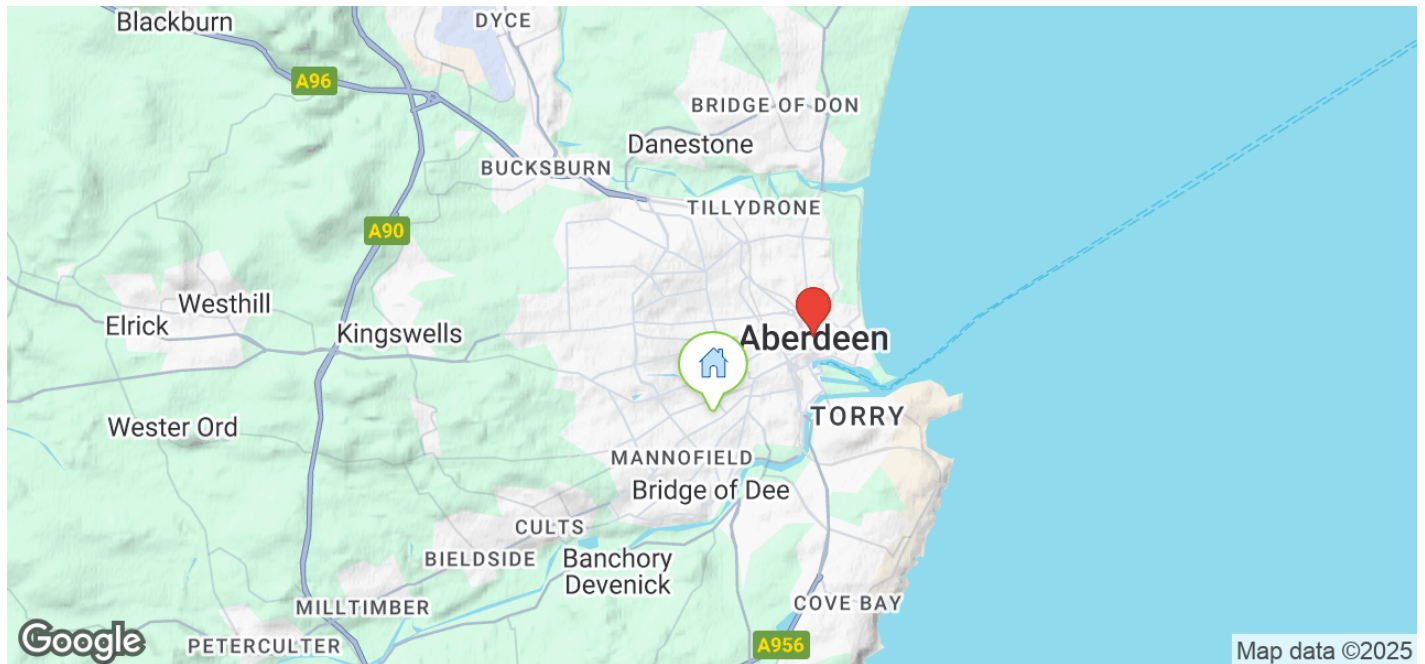 Blackburn
DYCE
A96
BRIDGE OF DON
Danestone
BUCKSBURN
TILLYDRONE
A90
Westhill
Elrick
Kingswells
Aberdeen
Wester Ord
TORRY
MANNOFIELD
Bridge of Dee
CULTS
BIELDSIDE
Banchory
Devenick
MILLTIMBER
COVE BAY
PETERCULTER
A956
Google
Map data ©2025